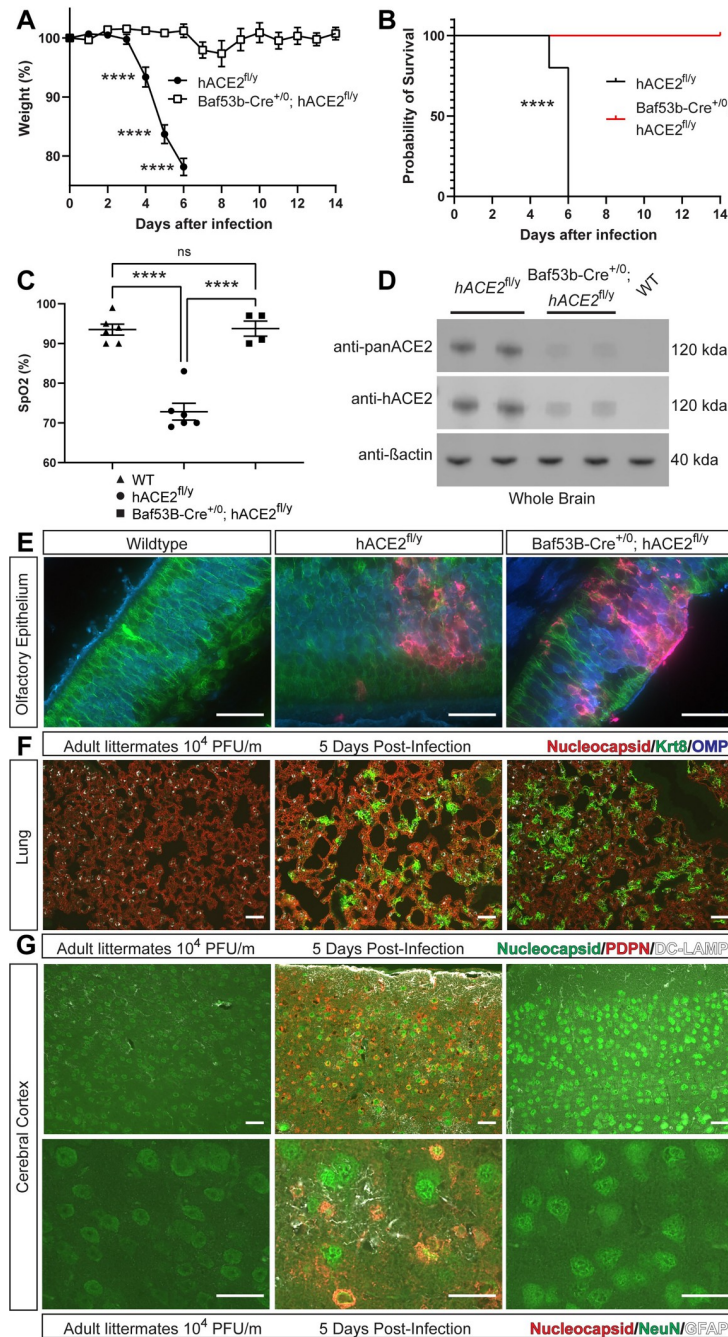 A
Weight (%)
100
90
80
****
****
****
hACE2fl/y
Baf53b-Cre+/0; hACE2fl/y
0 2 4 6 8 10 12 14
Days after infection
B
Probability of Survival
100
50
0
****
hACE2fl/y
Baf53b-Cre+/0
hACE2fl/y
0 2 4 6 8 10 12 14
Days after infection
C
ns
**** ****
SpO2 (%)
100
90
80
70
60
WT
hACE2fl/y
Baf53B-Cre+/0; hACE2fl/y
D
hACE2fl/y
Baf53b-Cre+/0;
hACE2fl/y
WT
anti-panACE2 120 kda
anti-hACE2 120 kda
anti-ßactin 40 kda
Whole Brain
E
Wildtype hACE2fl/y Baf53B-Cre+/0; hACE2fl/y
Olfactory Epithelium
Adult littermates 10⁴ PFU/m 5 Days Post-Infection Nucleocapsid/Krt8/OMP
F
Lung
Adult littermates 10⁴ PFU/m 5 Days Post-Infection Nucleocapsid/PDPN/DC-LAMP
G
Cerebral Cortex
Adult littermates 10⁴ PFU/m 5 Days Post-Infection Nucleocapsid/NeuN/GFAP